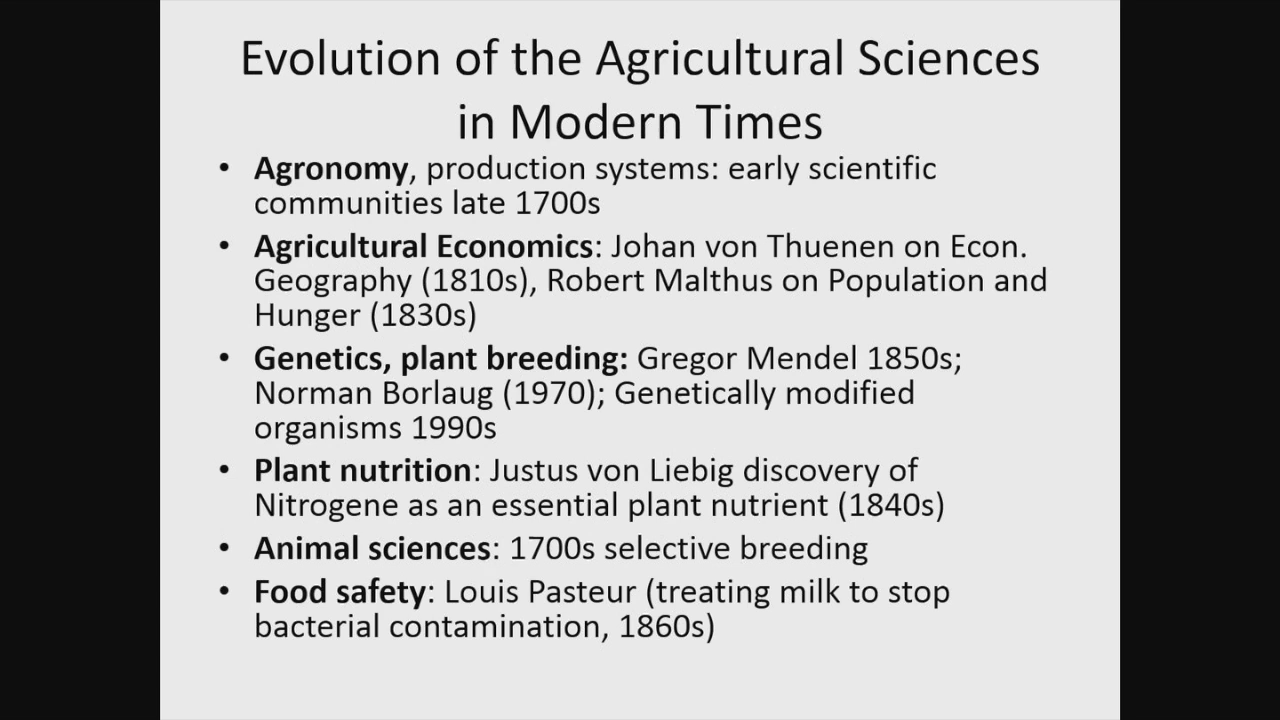 Evolution of the Agricultural Sciences
in Modern Times
• Agronomy, production systems: early scientific
communities late 1700s
• Agricultural Economics: Johan von Thuenen on Econ.
Geography (1810s), Robert Malthus on Population and
Hunger (1830s)
• Genetics, plant breeding: Gregor Mendel 1850s;
Norman Borlaug (1970); Genetically modified
organisms 1990s
• Plant nutrition: Justus von Liebig discovery of
Nitrogene as an essential plant nutrient (1840s)
• Animal sciences: 1700s selective breeding
• Food safety: Louis Pasteur (treating milk to stop
bacterial contamination, 1860s)